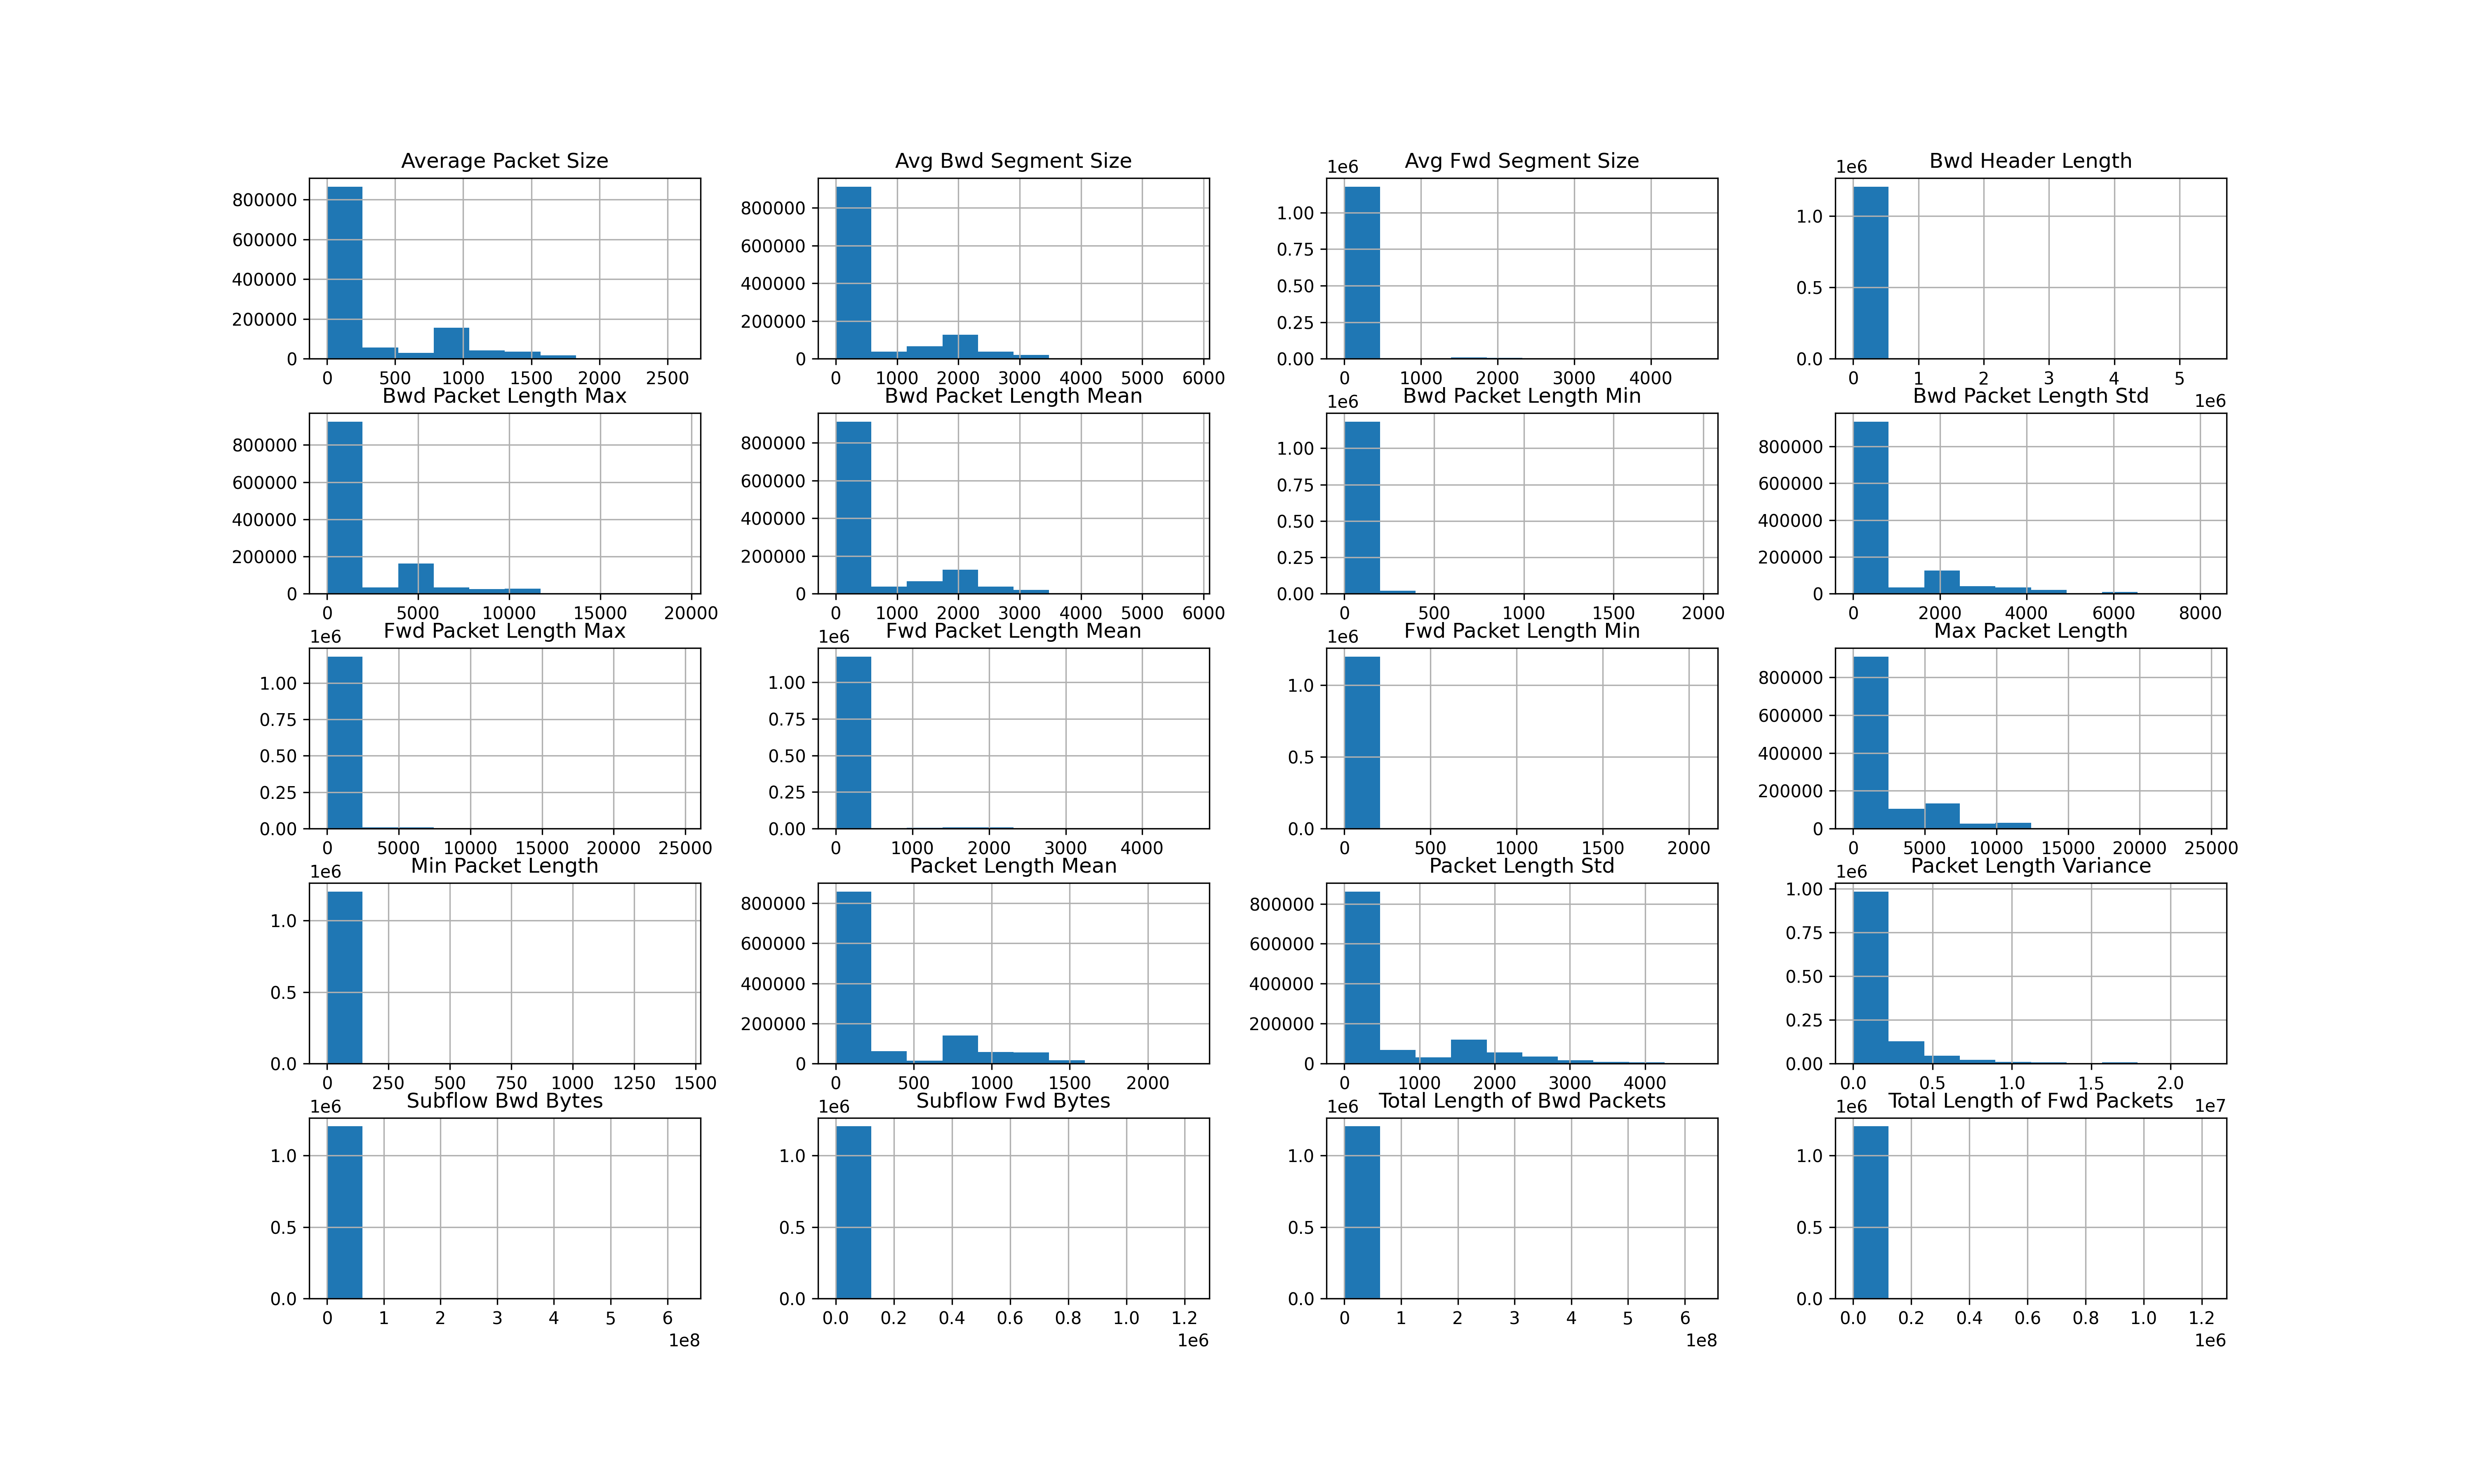 Average Packet Size
800000
600000
400000
200000
0
0 500 1000 1500 2000 2500
Avg Bwd Segment Size
800000
600000
400000
200000
0
0 1000 2000 3000 4000 5000 6000
Avg Fwd Segment Size
1e6
1.00
0.75
0.50
0.25
0.00
0 1000 2000 3000 4000
Bwd Header Length
1e6
1.0
0.5
0.0
0 1 2 3 4 5
1e6
Bwd Packet Length Max
800000
600000
400000
200000
0
0 5000 10000 15000 20000
Bwd Packet Length Mean
800000
600000
400000
200000
0
0 1000 2000 3000 4000 5000 6000
Bwd Packet Length Min
1e6
1.00
0.75
0.50
0.25
0.00
0 500 1000 1500 2000
Bwd Packet Length Std
800000
600000
400000
200000
0
0 2000 4000 6000 8000
Fwd Packet Length Max
1e6
1.00
0.75
0.50
0.25
0.00
0 5000 10000 15000 20000 25000
Fwd Packet Length Mean
1e6
1.00
0.75
0.50
0.25
0.00
0 1000 2000 3000 4000
Fwd Packet Length Min
1e6
1.0
0.5
0.0
0 500 1000 1500 2000
Max Packet Length
800000
600000
400000
200000
0
0 5000 10000 15000 20000 25000
Min Packet Length
1e6
1.0
0.5
0.0
0 250 500 750 1000 1250 1500
Packet Length Mean
800000
600000
400000
200000
0
0 500 1000 1500 2000
Packet Length Std
800000
600000
400000
200000
0
0 1000 2000 3000 4000
Packet Length Variance
1e6
1.00
0.75
0.50
0.25
0.00
0.0 0.5 1.0 1.5 2.0
1e7
Subflow Bwd Bytes
1e6
1.0
0.5
0.0
0 1 2 3 4 5 6
1e8
Subflow Fwd Bytes
1e6
1.0
0.5
0.0
0.0 0.2 0.4 0.6 0.8 1.0 1.2
1e6
Total Length of Bwd Packets
1e6
1.0
0.5
0.0
0 1 2 3 4 5 6
1e8
Total Length of Fwd Packets
1e6
1.0
0.5
0.0
0.0 0.2 0.4 0.6 0.8 1.0 1.2
1e6